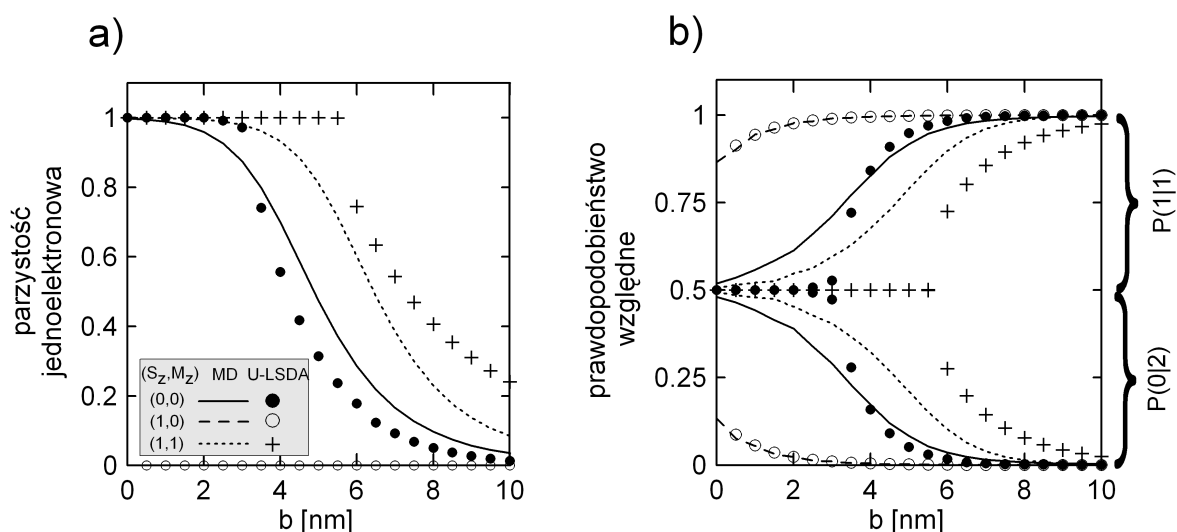 a)
parzystość
jednoelektronowa
1
0.8
0.6
0.4
0.2
0
(Sz,Mz) MD U-LSDA
(0,0)
(1,0)
(1,1)
0 2 4 6 8 10
b [nm]
b)
prawdopodobieństwo
względne
1
0.75
0.5
0.25
0
P(1|1)
P(0|2)
0 2 4 6 8 10
b [nm]